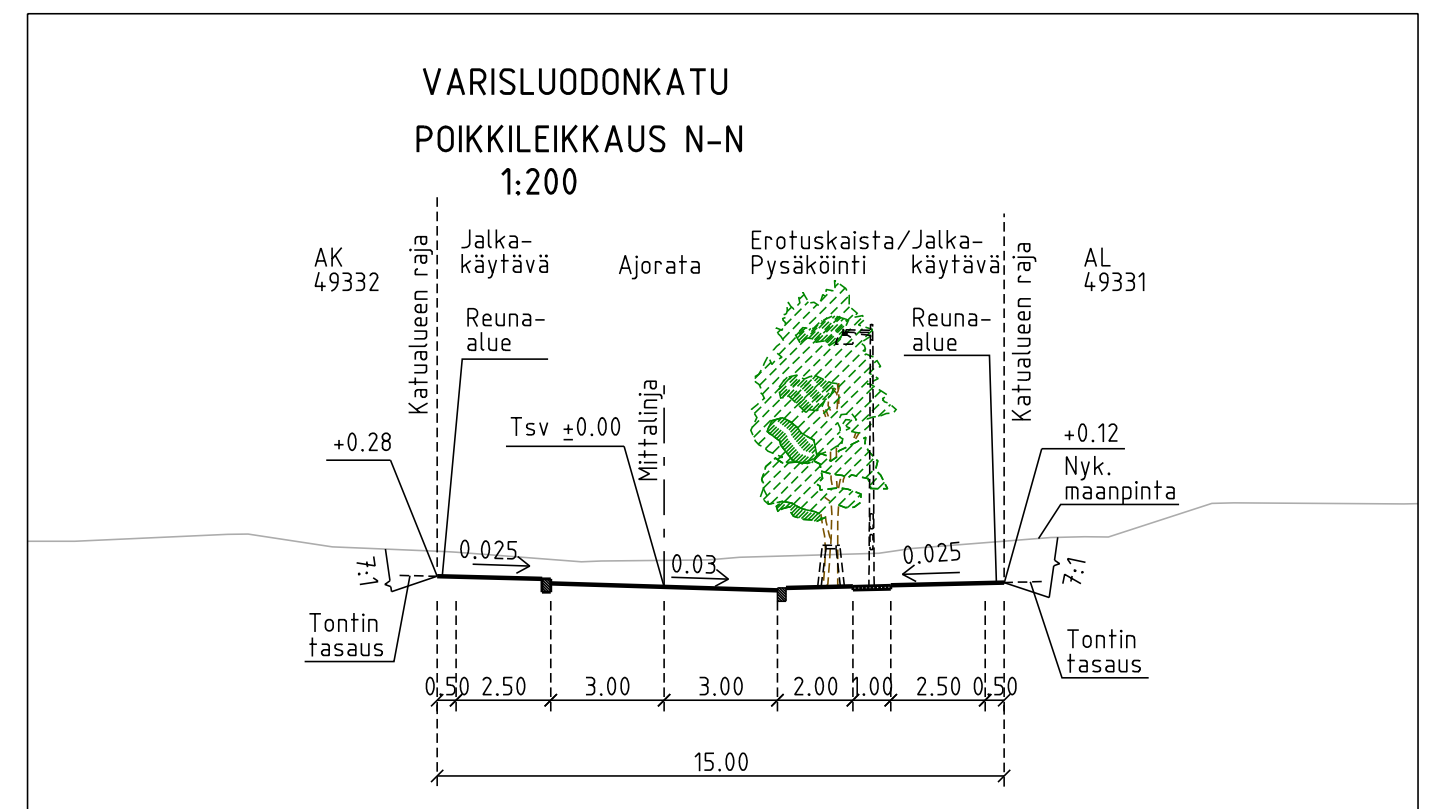 VARISLUODONKATU
POIKKILEIKKAUS N-N
1:200
AK
49332
Katualueen raja
Jalka-
käytävä
Ajorata
Erotuskaista/
Pysäköinti
Jalka-
käytävä
Katualueen raja
AL
49331
Reuna-
alue
Reuna-
alue
Mittalinja
+0.28
Tsv ±0.00
+0.12
Nyk.
maanpinta
0.025
0.03
0.025
7:1
7:1
Tontin
tasaus
Tontin
tasaus
0.50 2.50 3.00 3.00 2.00 1.00 2.50 0.50
15.00